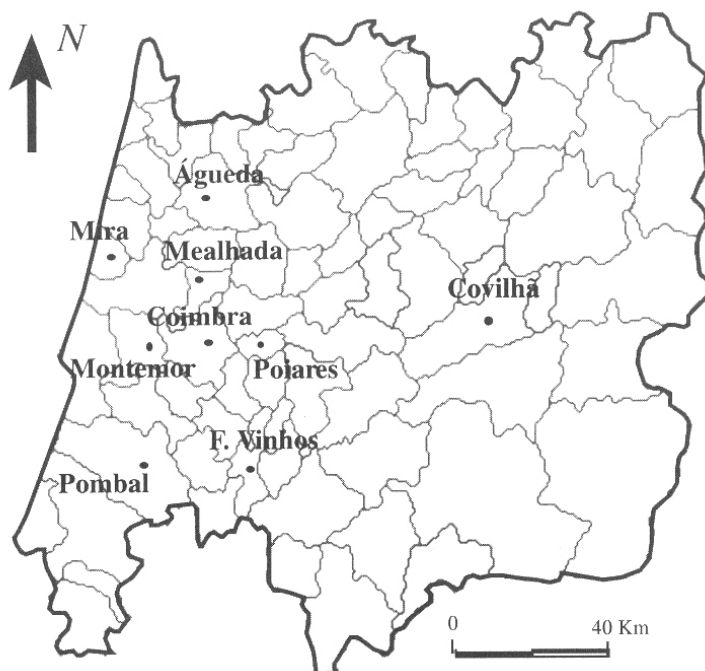 N
Águeda
Mira
Mealhada
Covilhã
Coimbra
Montemor
Poiares
F. Vinhos
Pombal
0 40 Km